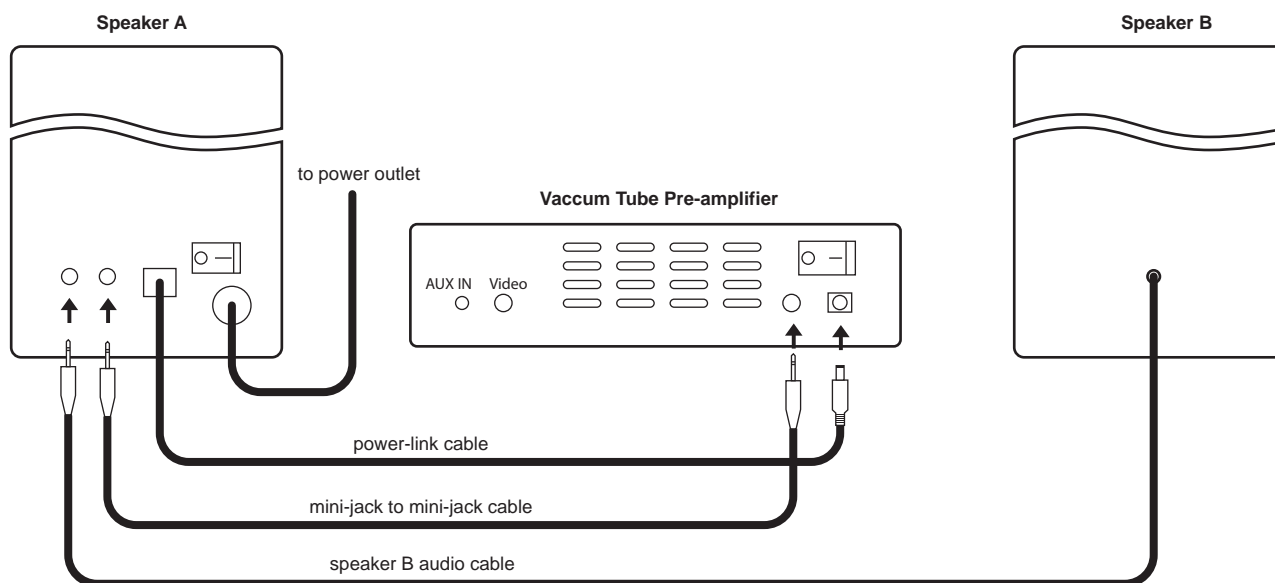 Speaker A
Speaker B
to power outlet
Vaccum Tube Pre-amplifier
AUX IN
Video
power-link cable
mini-jack to mini-jack cable
speaker B audio cable